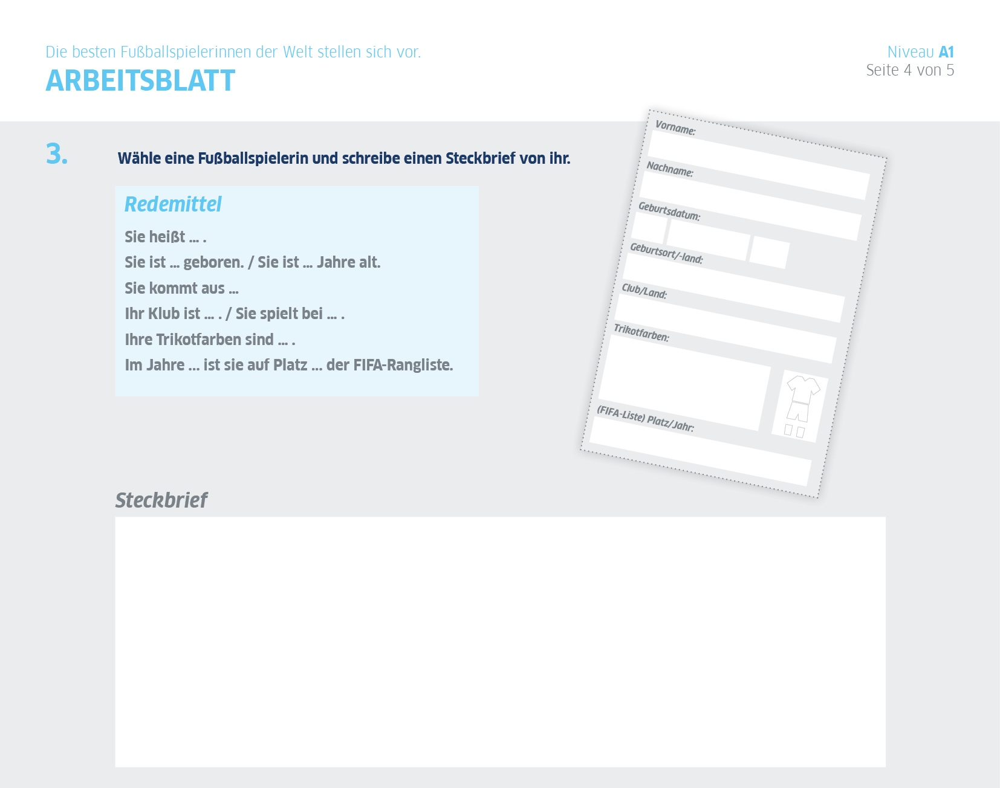 Die besten Fußballspielerinnen der Welt stellen sich vor.
ARBEITSBLATT
Niveau A1
Seite 4 von 5
3.
Wähle eine Fußballspielerin und schreibe einen Steckbrief von ihr.
Redemittel
Sie heißt ... .
Sie ist ... geboren. / Sie ist ... Jahre alt.
Sie kommt aus ...
Ihr Klub ist ... . / Sie spielt bei ... .
Ihre Trikotfarben sind ... .
Im Jahre ... ist sie auf Platz ... der FIFA-Rangliste.
Vorname:
Nachname:
Geburtsdatum:
Geburtsort/-land:
Club/Land:
Trikotfarben:
(FIFA-Liste) Platz/Jahr:
Steckbrief